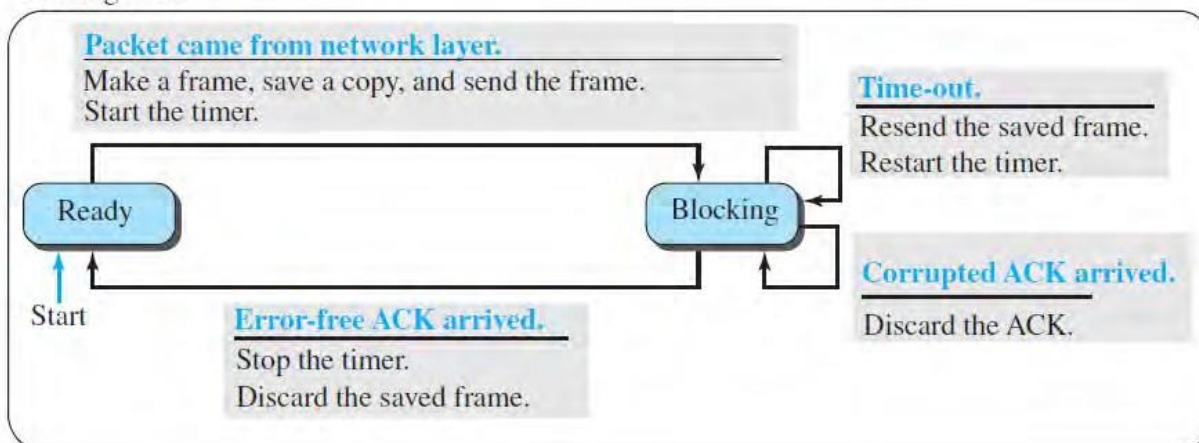 Packet came from network layer.
Make a frame, save a copy, and send the frame.
Start the timer.
Time-out.
Resend the saved frame.
Restart the timer.
Ready
Blocking
Start
Error-free ACK arrived.
Stop the timer.
Discard the saved frame.
Corrupted ACK arrived.
Discard the ACK.